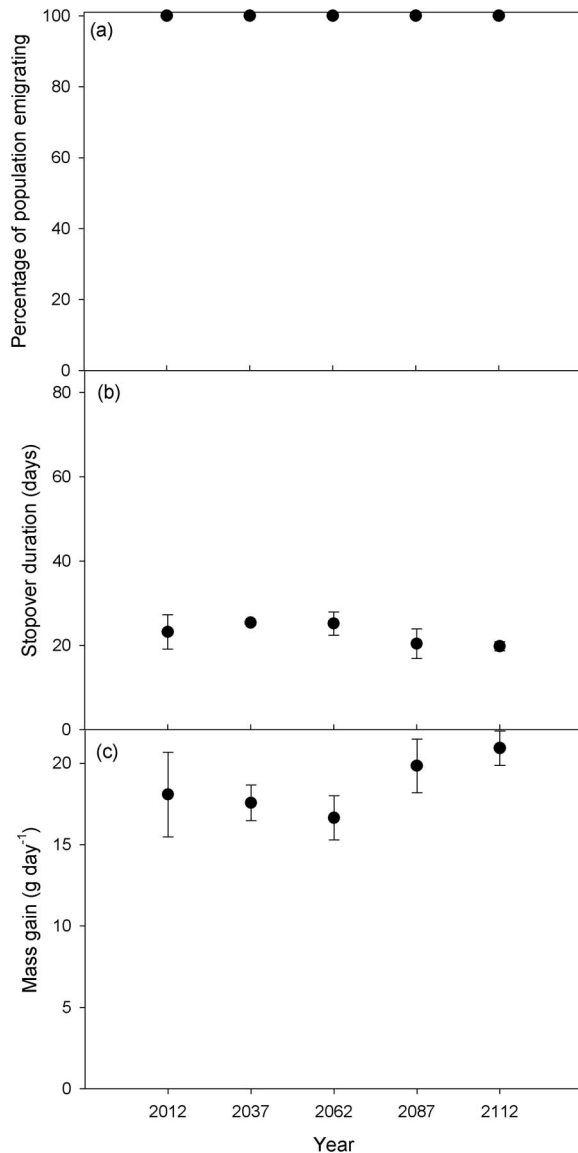 (a)
Percentage of population emigrating
100
80
60
40
20
0
(b)
Stopover duration (days)
80
60
40
20
0
(c)
Mass gain (g day⁻¹)
20
15
10
5
0
2012 2037 2062 2087 2112
Year